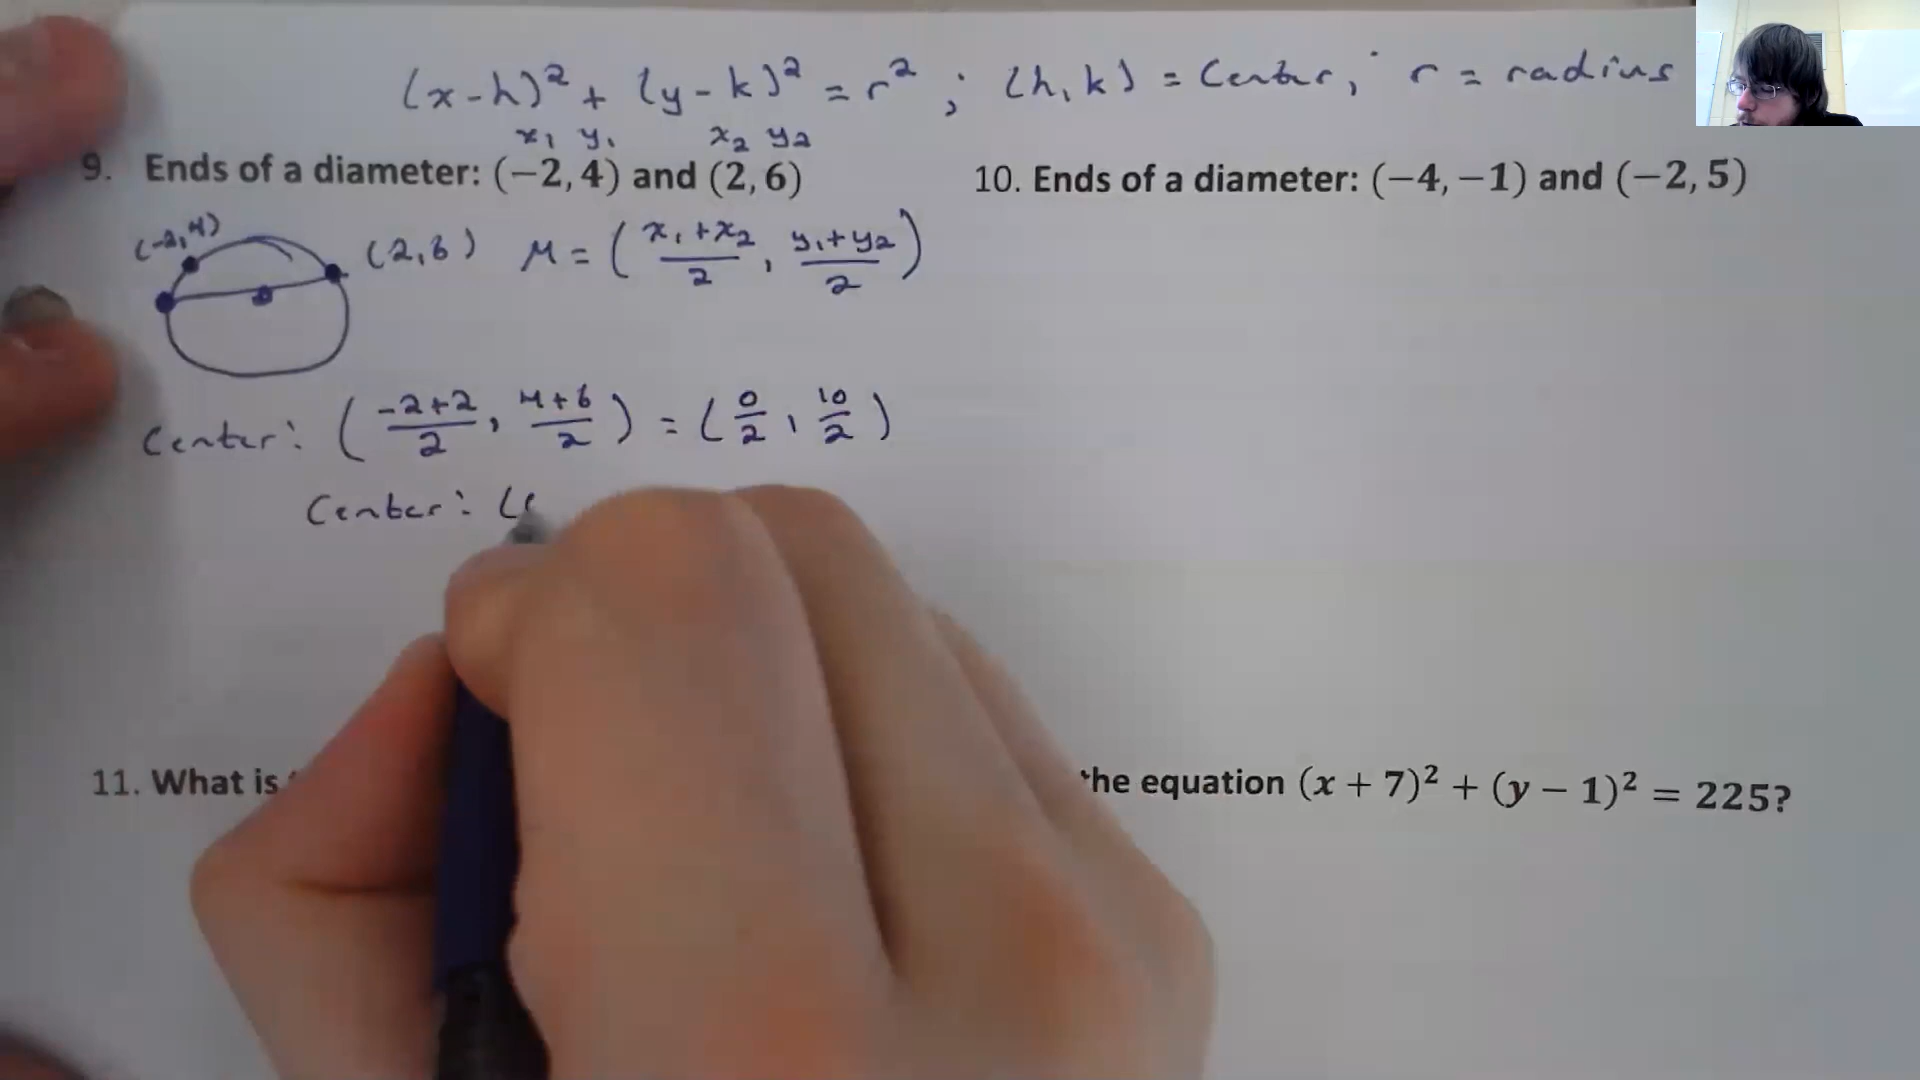 (x-h)² + (y-k)² = r² ; (h,k) = Center, r = radius
x₁ y₁ x₂ y₂
9. Ends of a diameter: (−2, 4) and (2, 6)
(-2,4)
(2,6)
M = ( x₁+x₂/2 , y₁+y₂/2 )
Center: ( -2+2/2 , 4+6/2 ) = ( 0/2 , 10/2 )
Center: (
10. Ends of a diameter: (−4, −1) and (−2, 5)
11. What is the equation (x + 7)² + (y − 1)² = 225?